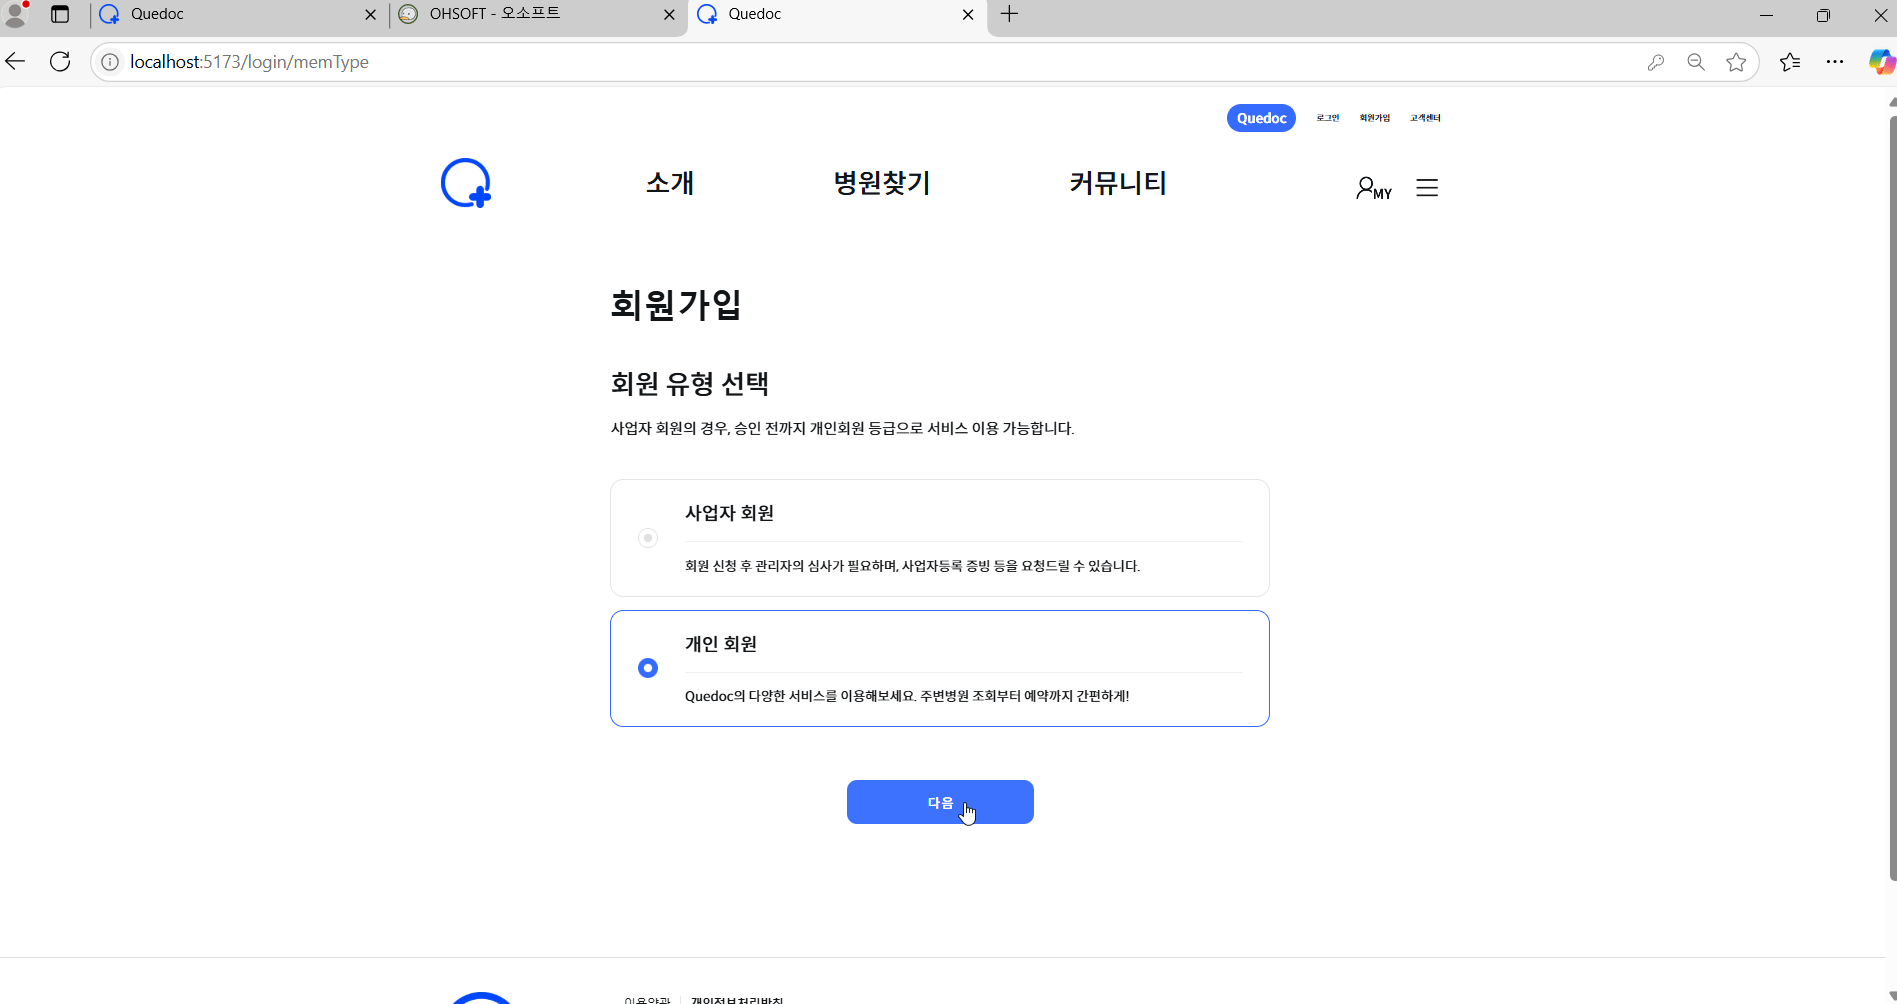 Quedoc
OHSOFT - 오소프트
Quedoc
localhost:5173/login/memType
Quedoc 로그인 회원가입 고객센터
소개 병원찾기 커뮤니티 MY
회원가입
회원 유형 선택
사업자 회원의 경우, 승인 전까지 개인회원 등급으로 서비스 이용 가능합니다.
사업자 회원
회원 신청 후 관리자의 심사가 필요하며, 사업자등록 증빙 등을 요청드릴 수 있습니다.
개인 회원
Quedoc의 다양한 서비스를 이용해보세요. 주변병원 조회부터 예약까지 간편하게!
다음
이용약관 개인정보처리방침